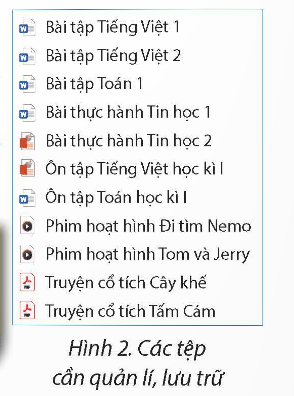 Bài tập Tiếng Việt 1
Bài tập Tiếng Việt 2
Bài tập Toán 1
Bài thực hành Tin học 1
Bài thực hành Tin học 2
Ôn tập Tiếng Việt học kì I
Ôn tập Toán học kì I
Phim hoạt hình Đi tìm Nemo
Phim hoạt hình Tom và Jerry
Truyện cổ tích Cây khế
Truyện cổ tích Tấm Cám
Hình 2. Các tệp
cần quản lí, lưu trữ